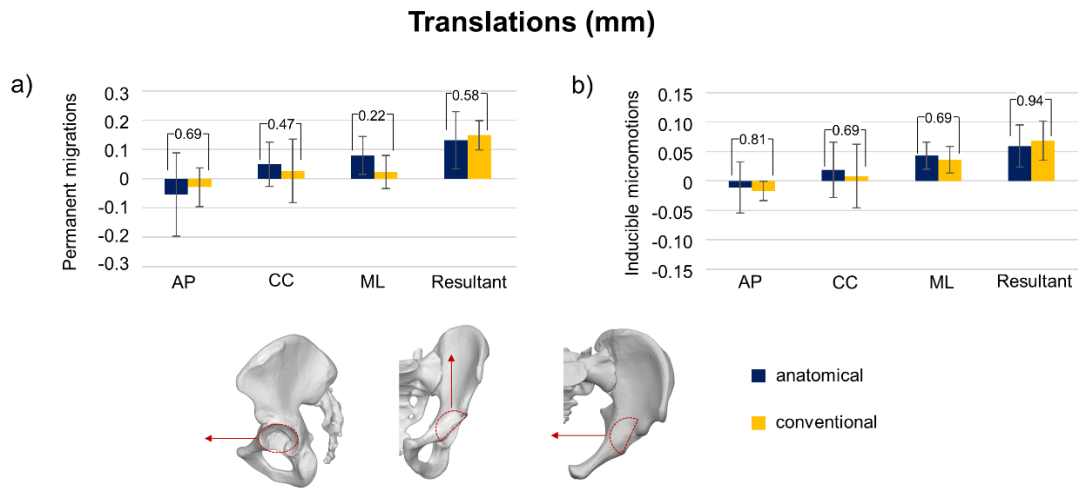 Translations (mm)
a)
Permanent migrations
0.3
0.2
0.1
0
-0.1
-0.2
-0.3
0.69
0.47
0.22
0.58
AP CC ML Resultant
b)
Inducible micromotions
0.15
0.10
0.05
0
-0.05
-0.10
-0.15
0.81
0.69
0.69
0.94
AP CC ML Resultant
anatomical
conventional